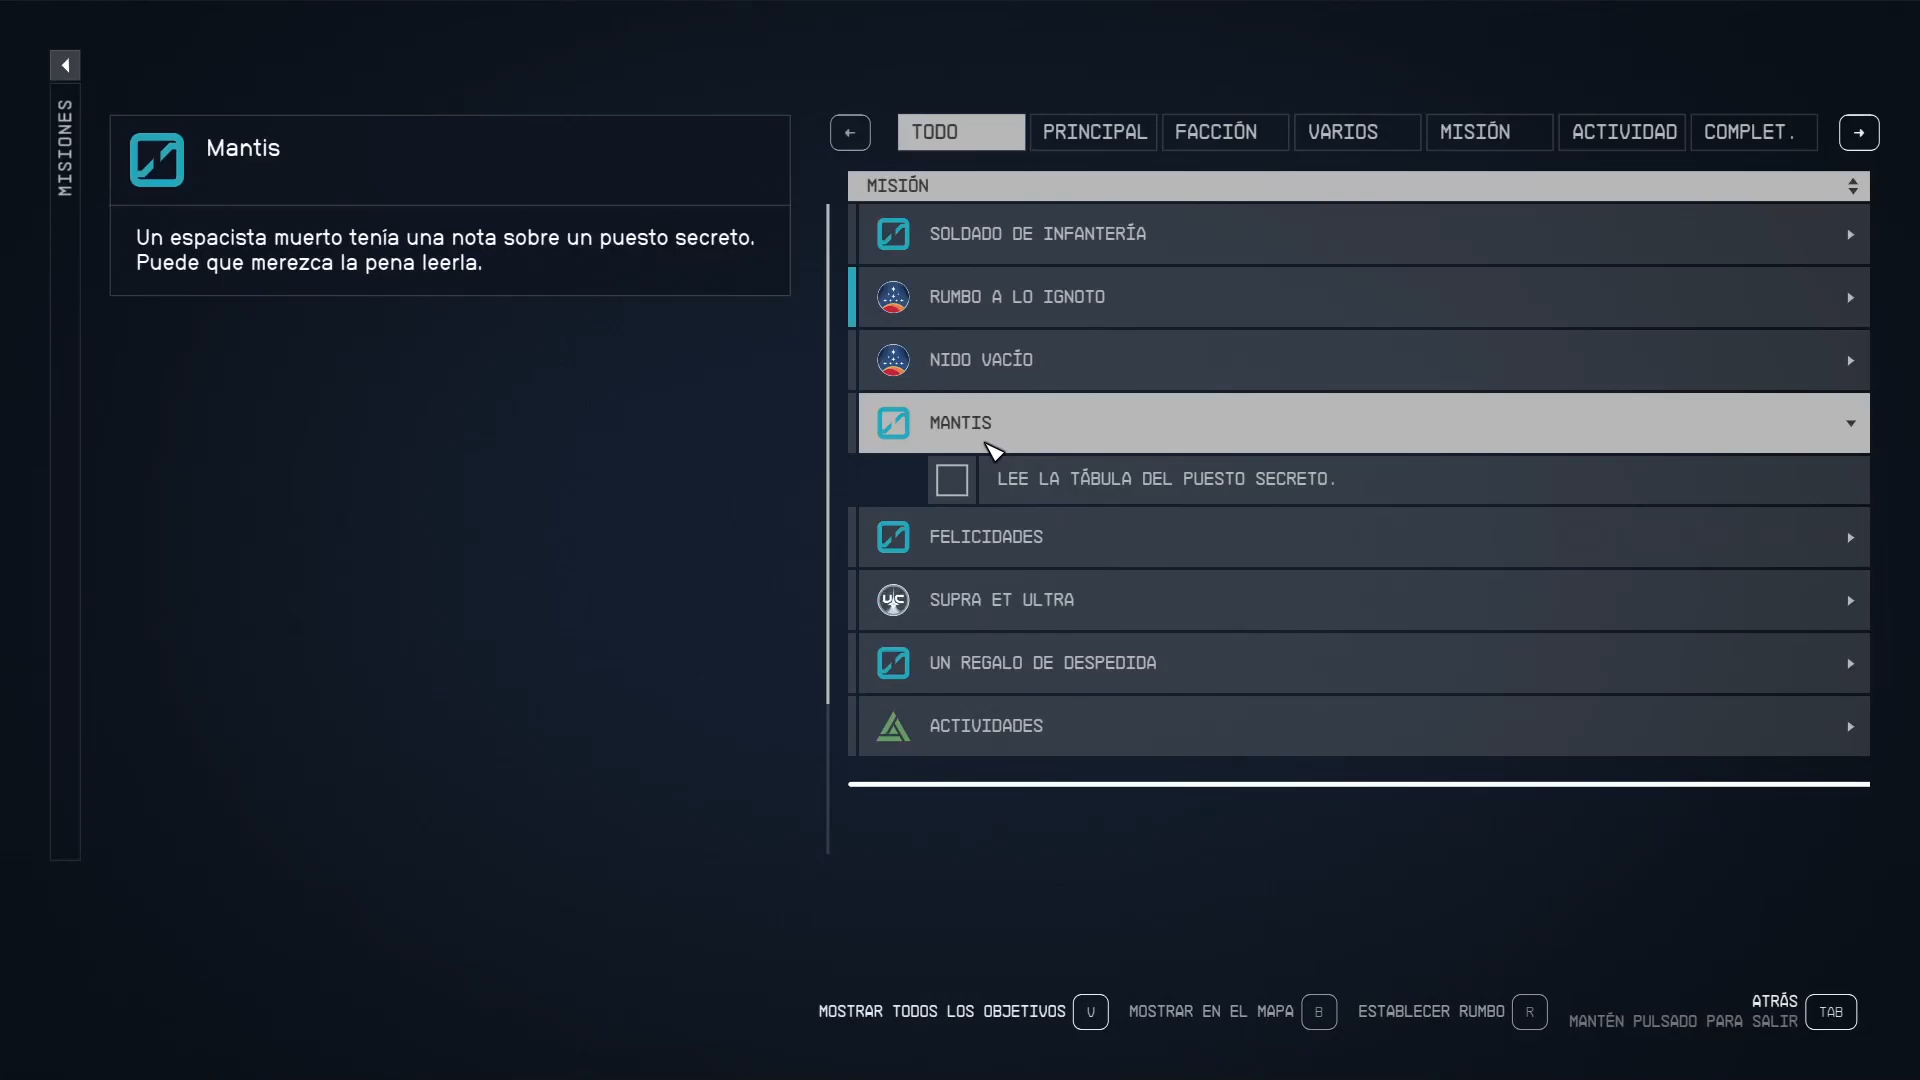 MISIONES
Mantis
Un espacista muerto tenía una nota sobre un puesto secreto.
Puede que merezca la pena leerla.
TODO
PRINCIPAL
FACCIÓN
VARIOS
MISIÓN
ACTIVIDAD
COMPLET.
MISIÓN
SOLDADO DE INFANTERÍA
RUMBO A LO IGNOTO
NIDO VACÍO
MANTIS
LEE LA TÁBULA DEL PUESTO SECRETO.
FELICIDADES
UC SUPRA ET ULTRA
UN REGALO DE DESPEDIDA
ACTIVIDADES
MOSTRAR TODOS LOS OBJETIVOS V
MOSTRAR EN EL MAPA B
ESTABLECER RUMBO R
ATRÁS
MANTÉN PULSADO PARA SALIR
TAB